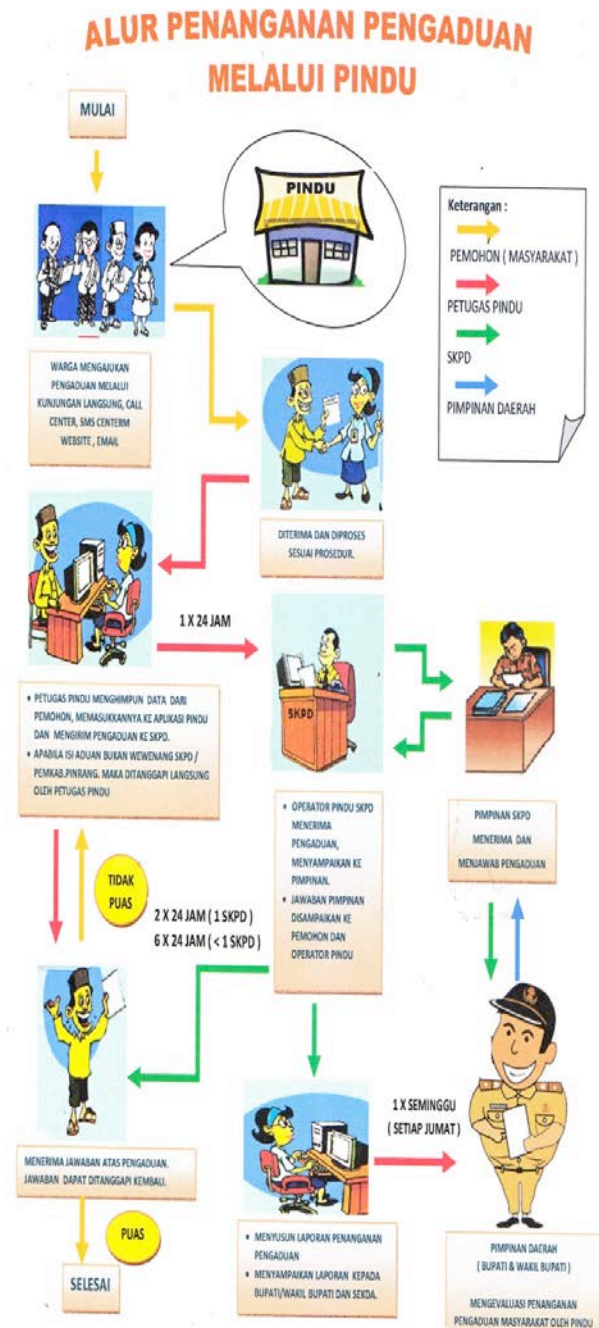 ALUR PENANGANAN PENGADUAN
MELALUI PINDU
MULAI
PINDU
Keterangan :
PEMOHON ( MASYARAKAT )
PETUGAS PINDU
SKPD
PIMPINAN DAERAH
WARGA MENGAJUKAN
PENGADUAN MELALUI
KUNJUNGAN LANGSUNG, CALL
CENTER, SMS CENTERM
WEBSITE , EMAIL
DITERIMA DAN DIPROSES
SESUAI PROSEDUR.
1 X 24 JAM
SKPD
• PETUGAS PINDU MENGHIMPUN DATA DARI
PEMOHON, MEMASUKKANNYA KE APLIKASI PINDU
DAN MENGIRIM PENGADUAN KE SKPD.
• APABILA ISI ADUAN BUKAN WEWENANG SKPD /
PEMKAB.PINRANG. MAKA DITANGGAPI LANGSUNG
OLEH PETUGAS PINDU
• OPERATOR PINDU SKPD
MENERIMA
PENGADUAN,
MENYAMPAIKAN KE
PIMPINAN.
• JAWABAN PIMPINAN
DISAMPAIKAN KE
PEMOHON DAN
OPERATOR PINDU
PIMPINAN SKPD
MENERIMA DAN
MENJAWAB PENGADUAN
TIDAK
PUAS
2 X 24 JAM ( 1 SKPD )
6 X 24 JAM ( < 1 SKPD )
MENERIMA JAWABAN ATAS PENGADUAN.
JAWABAN DAPAT DITANGGAPI KEMBALI.
PUAS
SELESAI
1 X SEMINGGU
( SETIAP JUMAT )
• MENYUSUN LAPORAN PENANGANAN
PENGADUAN
• MENYAMPAIKAN LAPORAN KEPADA
BUPATI/WAKIL BUPATI DAN SEKDA.
PIMPINAN DAERAH
( BUPATI & WAKIL BUPATI )
MENGEVALUASI PENANGANAN
PENGADUAN MASYARAKAT OLEH PINDU